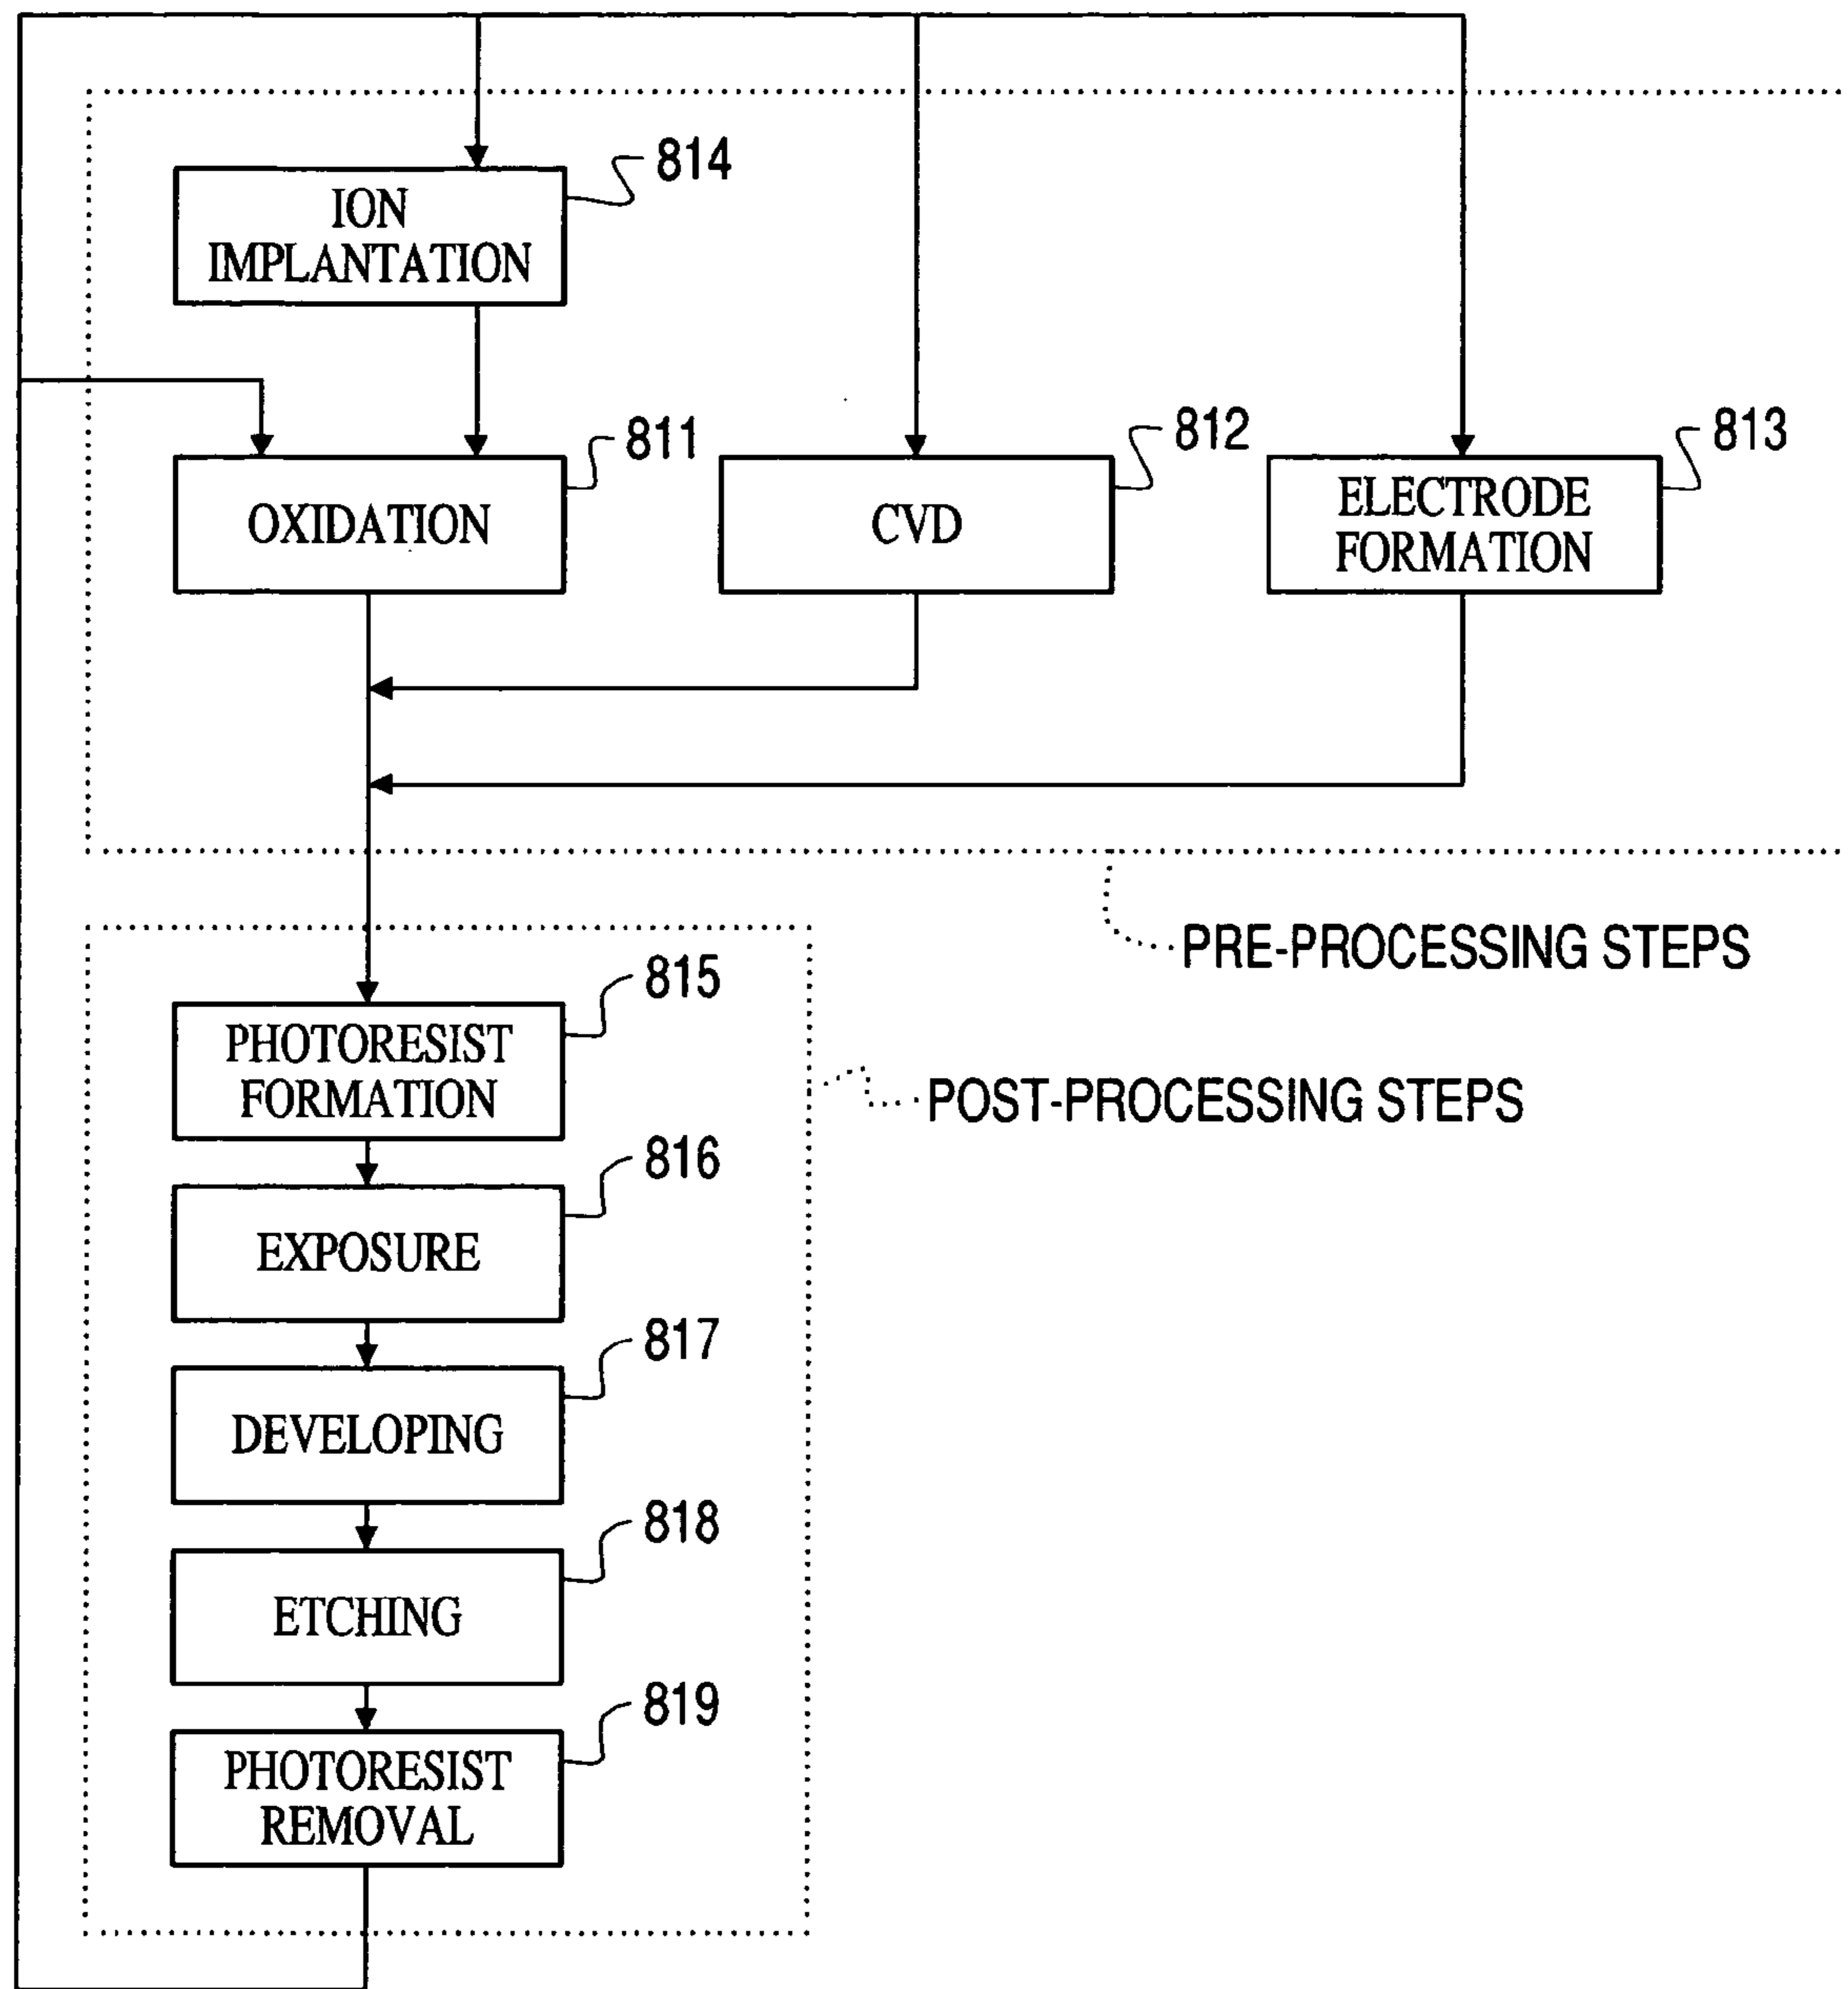 814
ION
IMPLANTATION
811
812
813
OXIDATION
CVD
ELECTRODE
FORMATION
PRE-PROCESSING STEPS
815
PHOTORESIST
FORMATION
POST-PROCESSING STEPS
816
EXPOSURE
817
DEVELOPING
818
ETCHING
819
PHOTORESIST
REMOVAL